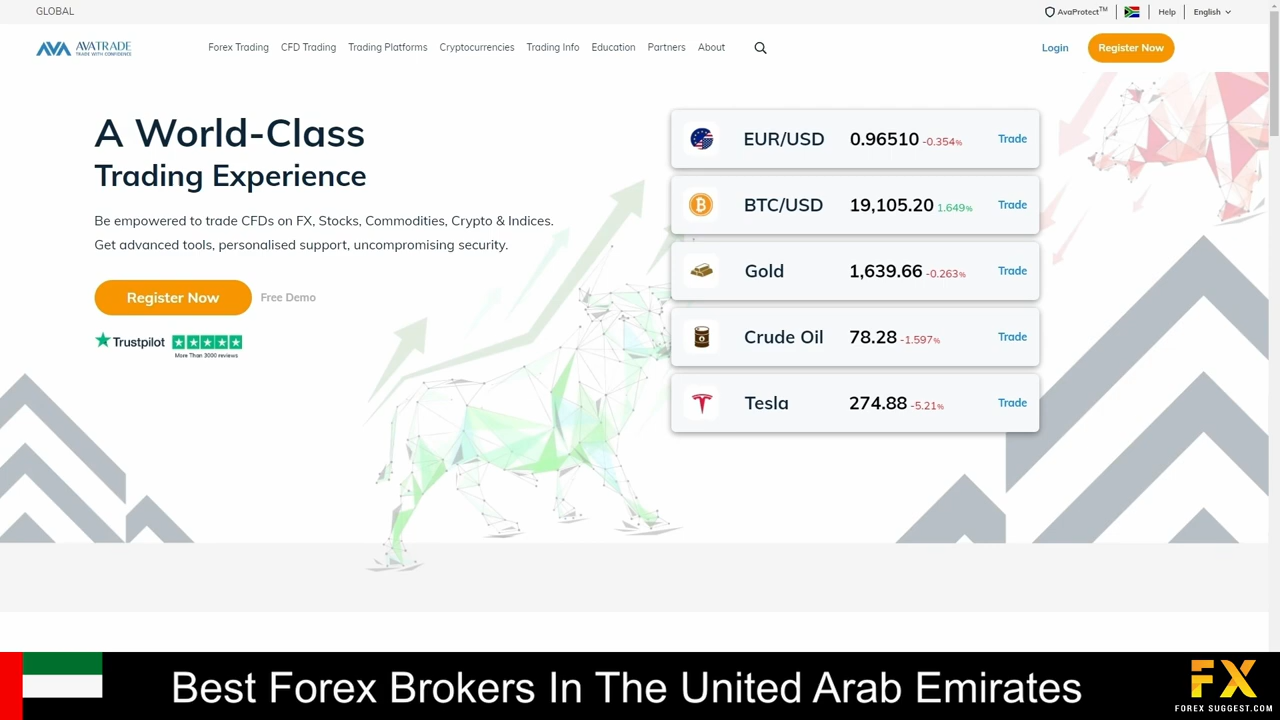 GLOBAL
AvaProtect™
Help
English
AVA AVATRADE
TRADE WITH CONFIDENCE
Forex Trading
CFD Trading
Trading Platforms
Cryptocurrencies
Trading Info
Education
Partners
About
Login
Register Now
A World-Class
Trading Experience
Be empowered to trade CFDs on FX, Stocks, Commodities, Crypto & Indices.
Get advanced tools, personalised support, uncompromising security.
Register Now
Free Demo
Trustpilot
More Than 3000 reviews
EUR/USD 0.96510 -0.354% Trade
BTC/USD 19,105.20 1.649% Trade
Gold 1,639.66 -0.263% Trade
Crude Oil 78.28 -1.597% Trade
Tesla 274.88 -5.21% Trade
Best Forex Brokers In The United Arab Emirates
FX
FOREX SUGGEST.COM